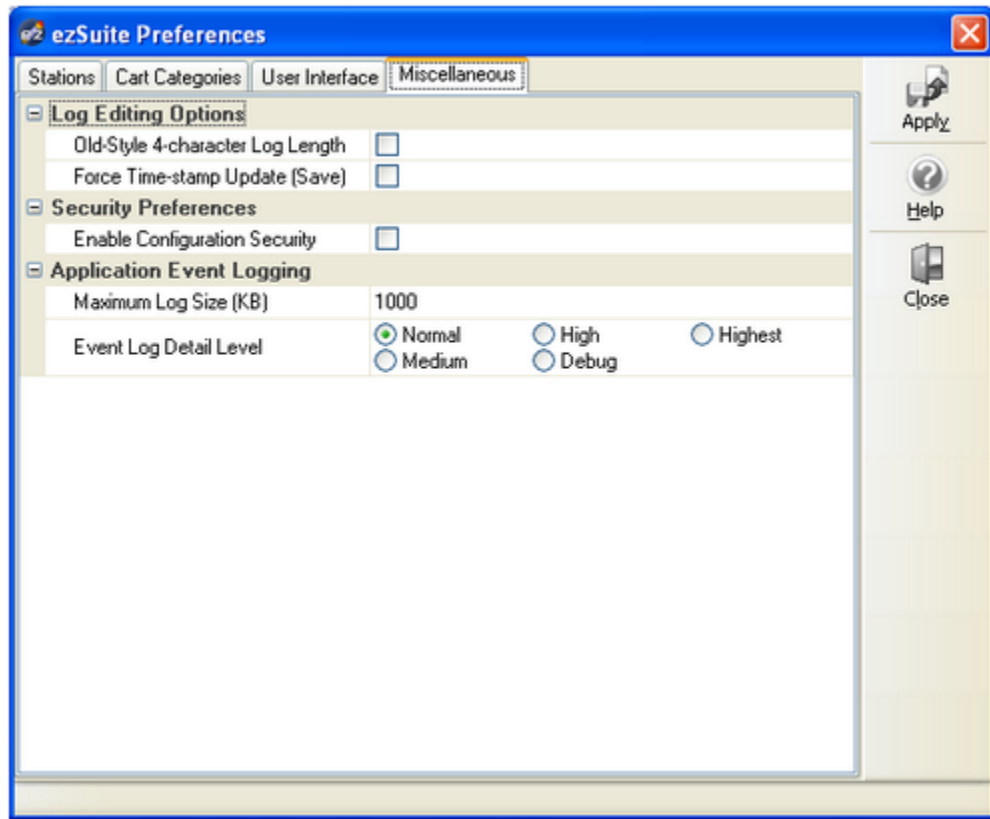 ezSuite Preferences
Stations Cart Categories User Interface Miscellaneous
Log Editing Options
Old-Style 4-character Log Length
Force Time-stamp Update (Save)
Security Preferences
Enable Configuration Security
Application Event Logging
Maximum Log Size (KB) 1000
Event Log Detail Level
Normal High Highest
Medium Debug
Apply
Help
Close